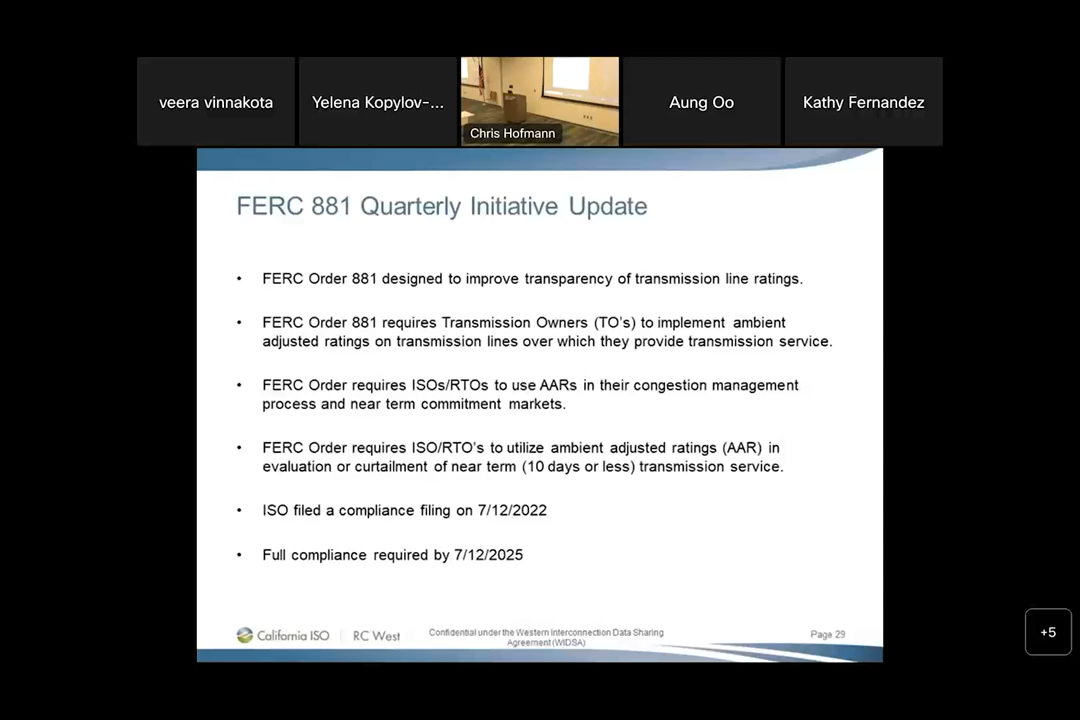 veera vinnakota
Yelena Kopylov-...
Chris Hofmann
Aung Oo
Kathy Fernandez
FERC 881 Quarterly Initiative Update
• FERC Order 881 designed to improve transparency of transmission line ratings.
• FERC Order 881 requires Transmission Owners (TO's) to implement ambient
adjusted ratings on transmission lines over which they provide transmission service.
• FERC Order requires ISOs/RTOs to use AARs in their congestion management
process and near term commitment markets.
• FERC Order requires ISO/RTO's to utilize ambient adjusted ratings (AAR) in
evaluation or curtailment of near term (10 days or less) transmission service.
• ISO filed a compliance filing on 7/12/2022
• Full compliance required by 7/12/2025
California ISO | RC West
Confidential under the Western Interconnection Data Sharing
Agreement (WIDSA)
Page 29
+5